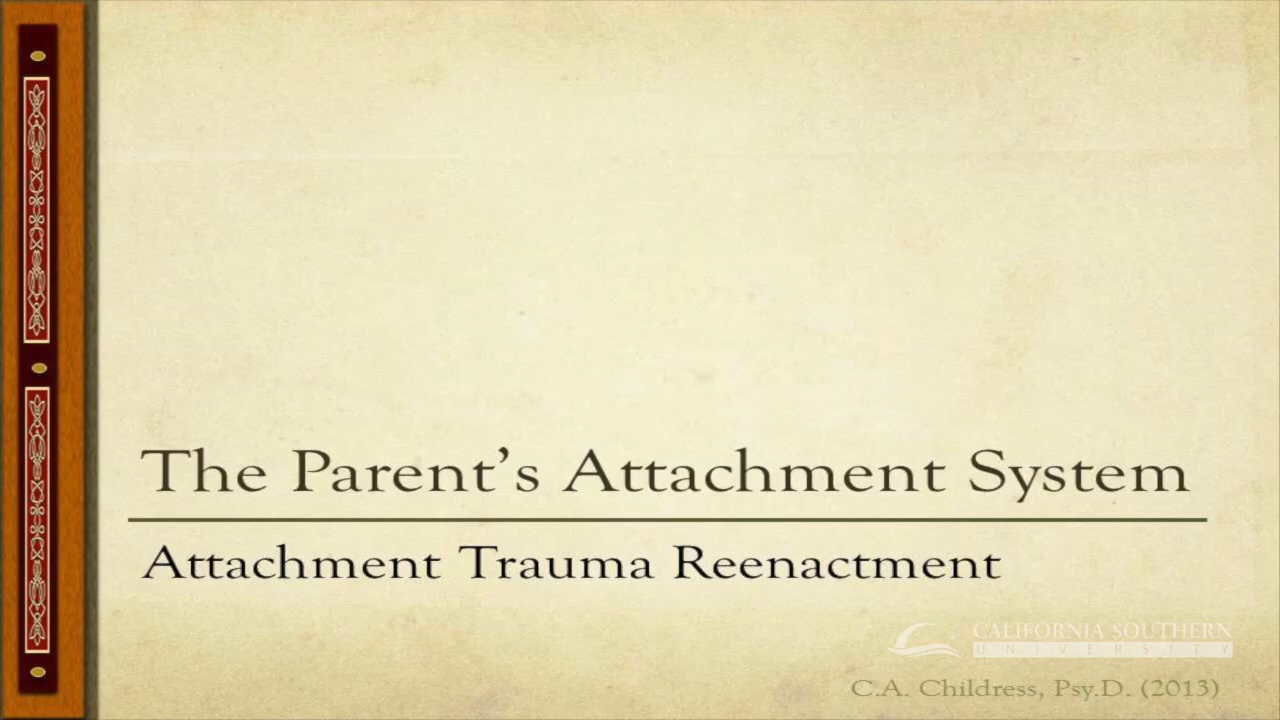 The Parent’s Attachment System
Attachment Trauma Reenactment
CALIFORNIA SOUTHERN
UNIVERSITY
C.A. Childress, Psy.D. (2013)